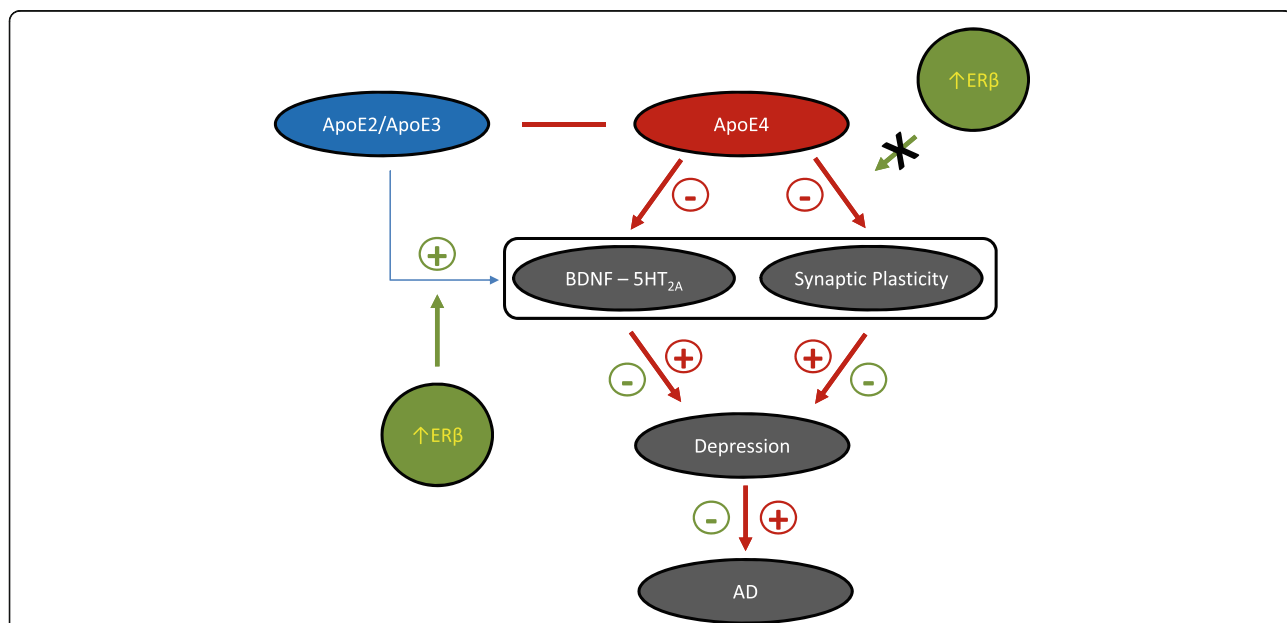 ↑ERβ
ApoE2/ApoE3
ApoE4
X
-
-
+
BDNF – 5HT2A
Synaptic Plasticity
+
+
-
-
↑ERβ
Depression
-
+
AD